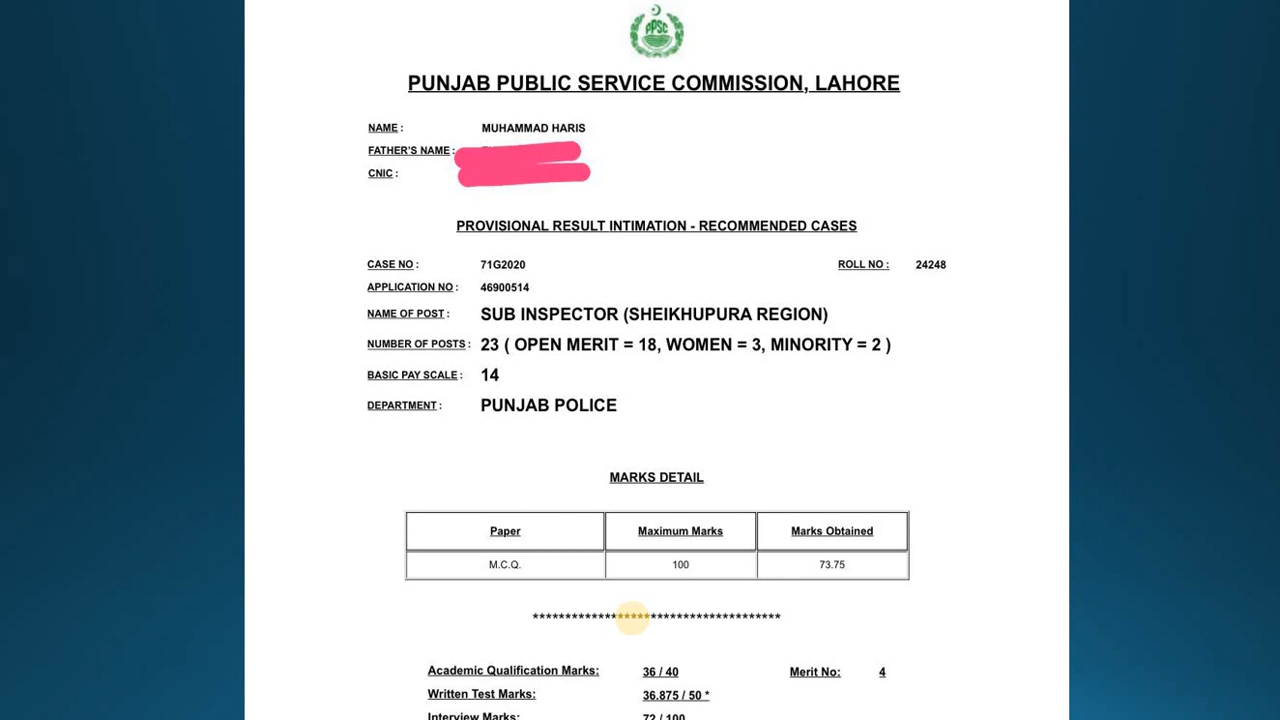 PPSC
PUNJAB PUBLIC SERVICE COMMISSION, LAHORE
NAME : MUHAMMAD HARIS
FATHER'S NAME :
CNIC :
PROVISIONAL RESULT INTIMATION - RECOMMENDED CASES
CASE NO : 71G2020 ROLL NO : 24248
APPLICATION NO : 46900514
NAME OF POST : SUB INSPECTOR (SHEIKHUPURA REGION)
NUMBER OF POSTS : 23 ( OPEN MERIT = 18, WOMEN = 3, MINORITY = 2 )
BASIC PAY SCALE : 14
DEPARTMENT : PUNJAB POLICE
MARKS DETAIL
Paper Maximum Marks Marks Obtained
M.C.Q. 100 73.75
**************************************
Academic Qualification Marks: 36 / 40 Merit No: 4
Written Test Marks: 36.875 / 50 *
Interview Marks: 72 / 100